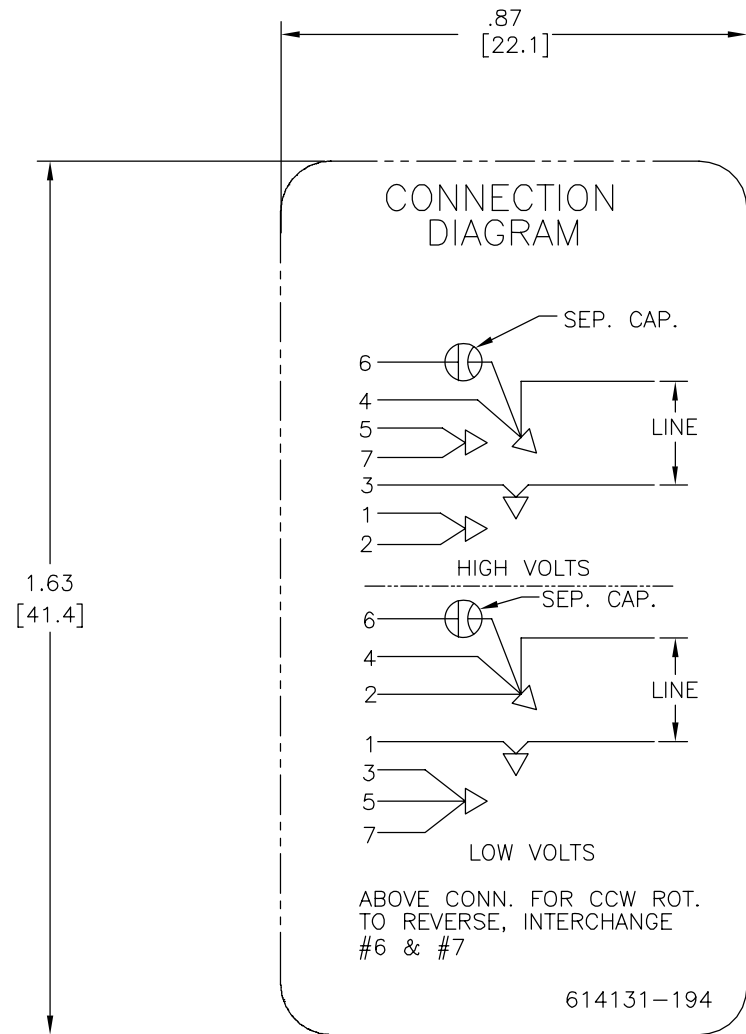 .87
[22.1]
CONNECTION
DIAGRAM
SEP. CAP.
6
4
5
7
LINE
3
1
2
HIGH VOLTS
1.63
[41.4]
SEP. CAP.
6
4
2
LINE
1
3
5
7
LOW VOLTS
ABOVE CONN. FOR CCW ROT.
TO REVERSE, INTERCHANGE
#6 & #7
614131-194